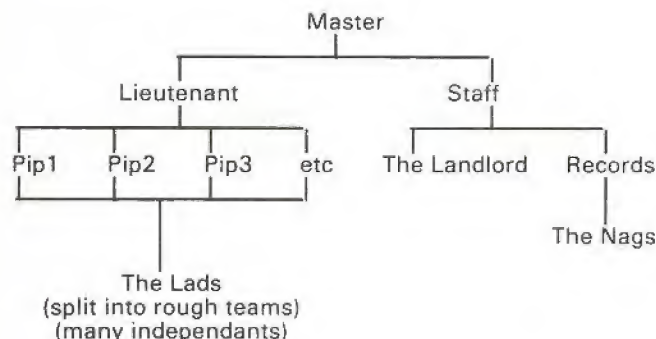 Master
Lieutenant Staff
Pip1 Pip2 Pip3 etc The Landlord Records
The Nags
The Lads
(split into rough teams)
(many independants)